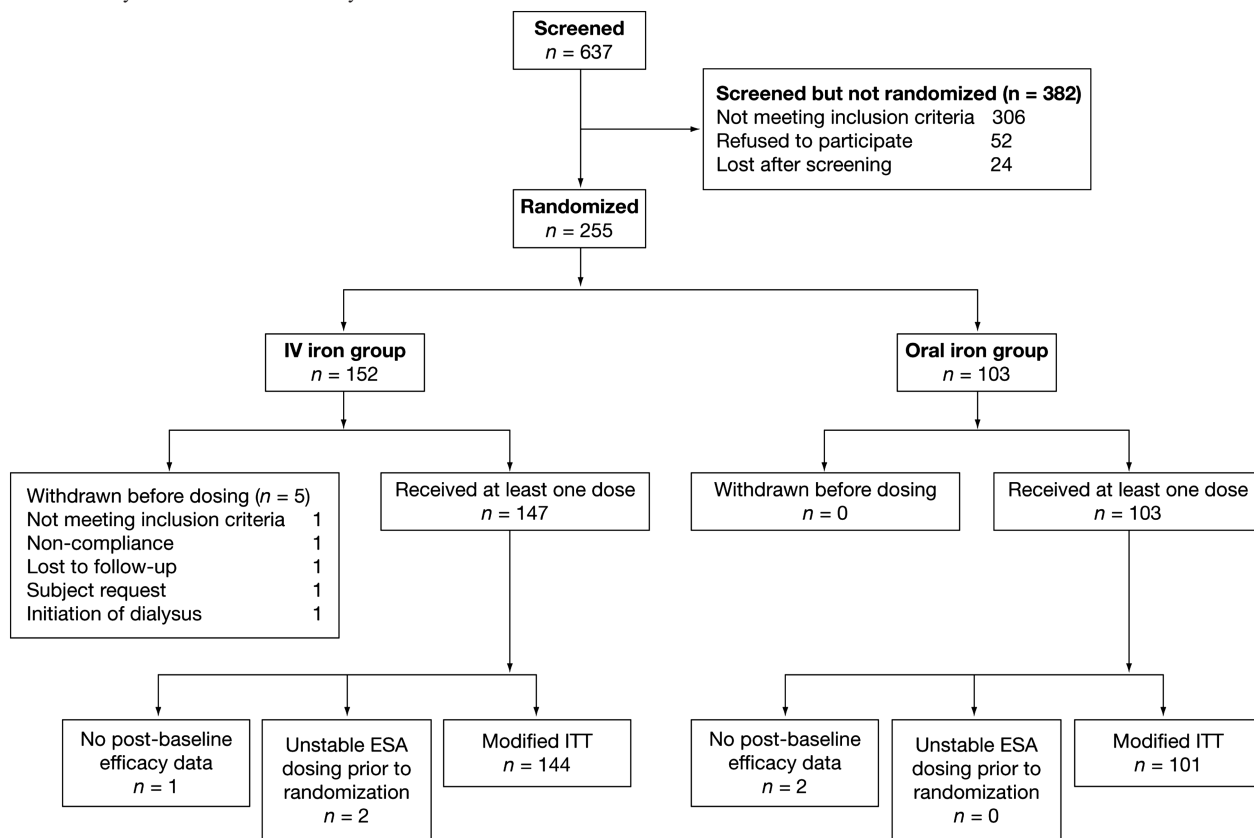 Screened
n = 637
Screened but not randomized (n = 382)
Not meeting inclusion criteria 306
Refused to participate 52
Lost after screening 24
Randomized
n = 255
IV iron group
n = 152
Oral iron group
n = 103
Withdrawn before dosing (n = 5)
Not meeting inclusion criteria 1
Non-compliance 1
Lost to follow-up 1
Subject request 1
Initiation of dialysus 1
Received at least one dose
n = 147
Withdrawn before dosing
n = 0
Received at least one dose
n = 103
No post-baseline
efficacy data
n = 1
Unstable ESA
dosing prior to
randomization
n = 2
Modified ITT
n = 144
No post-baseline
efficacy data
n = 2
Unstable ESA
dosing prior to
randomization
n = 0
Modified ITT
n = 101